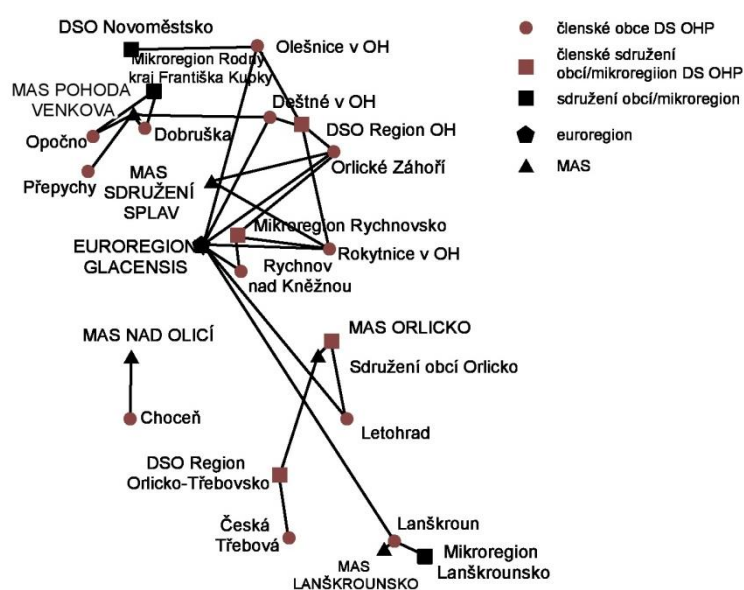 DSO Novoměstsko
Mikroregion Rodný
kraj Františka Kupky
Olešnice v OH
MAS POHODA
VENKOVA
Deštné v OH
Opočno
Dobruška
DSO Region OH
Přepychy
MAS
SDRUŽENÍ
SPLAV
Orlické Záhoří
Mikroregion Rychnovsko
EUROREGION
GLACENSIS
Rokytnice v OH
Rychnov
nad Kněžnou
MAS NAD OLICÍ
MAS ORLICKO
Sdružení obcí Orlicko
Choceň
Letohrad
DSO Region
Orlicko-Třebovsko
Česká
Třebová
Lanškroun
MAS
LANŠKROUNSKO
Mikroregion
Lanškrounsko
členské obce DS OHP
členské sdružení
obcí/mikroregiion DS OHP
sdružení obcí/mikroregion
euroregion
MAS